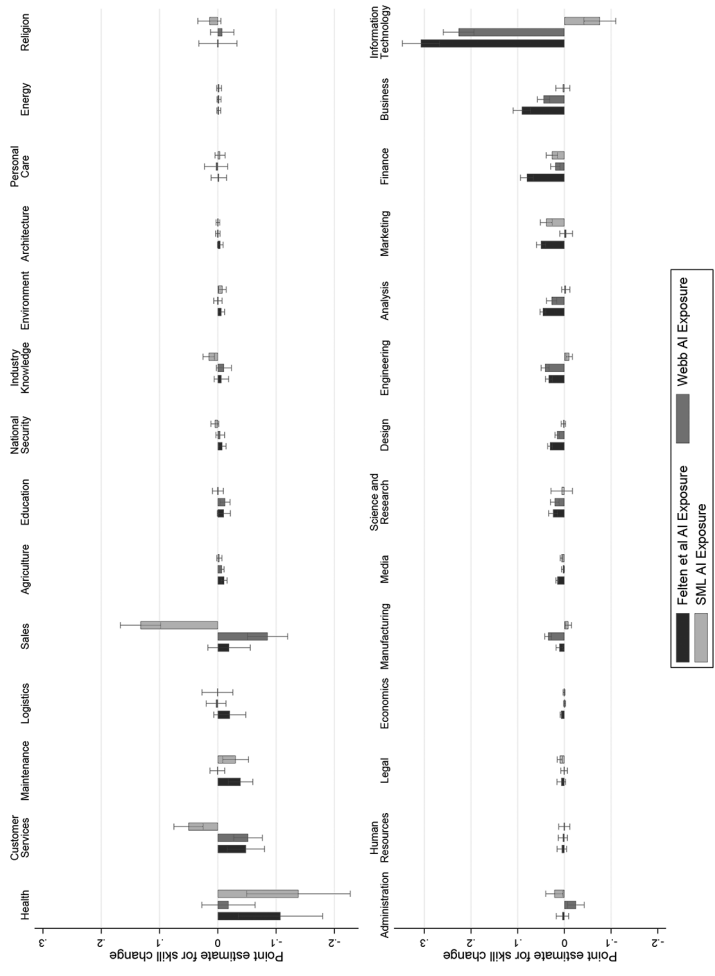 Point estimate for skill change
.3
.2
.1
0
-.1
-.2
Health
Customer
Services
Maintenance
Logistics
Sales
Agriculture
Education
National
Security
Industry
Knowledge
Environment
Architecture
Personal
Care
Energy
Religion
Point estimate for skill change
.3
.2
.1
0
-.1
-.2
Administration
Human
Resources
Legal
Economics
Manufacturing
Media
Science and
Research
Design
Engineering
Analysis
Marketing
Finance
Business
Information
Technology
Felten et al AI Exposure
Webb AI Exposure
SML AI Exposure